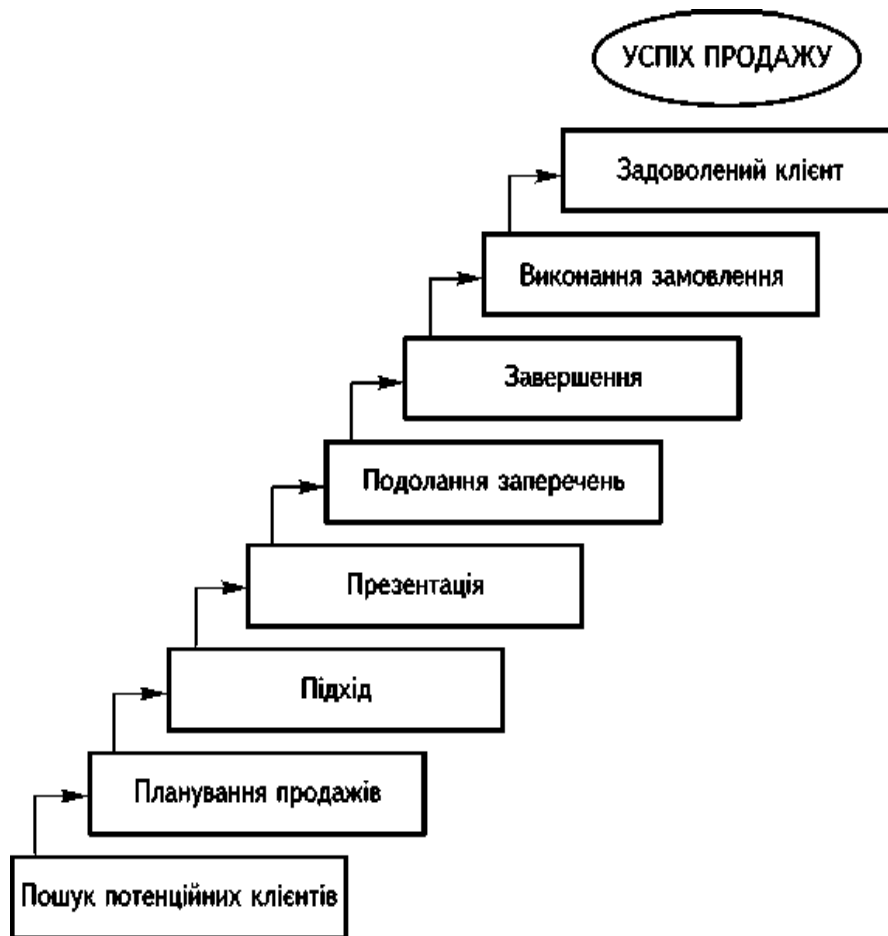 УСПІХ ПРОДАЖУ
Задоволений клієнт
Виконання замовлення
Завершення
Подолання заперечень
Презентація
Підхід
Планування продажів
Пошук потенційних клієнтів